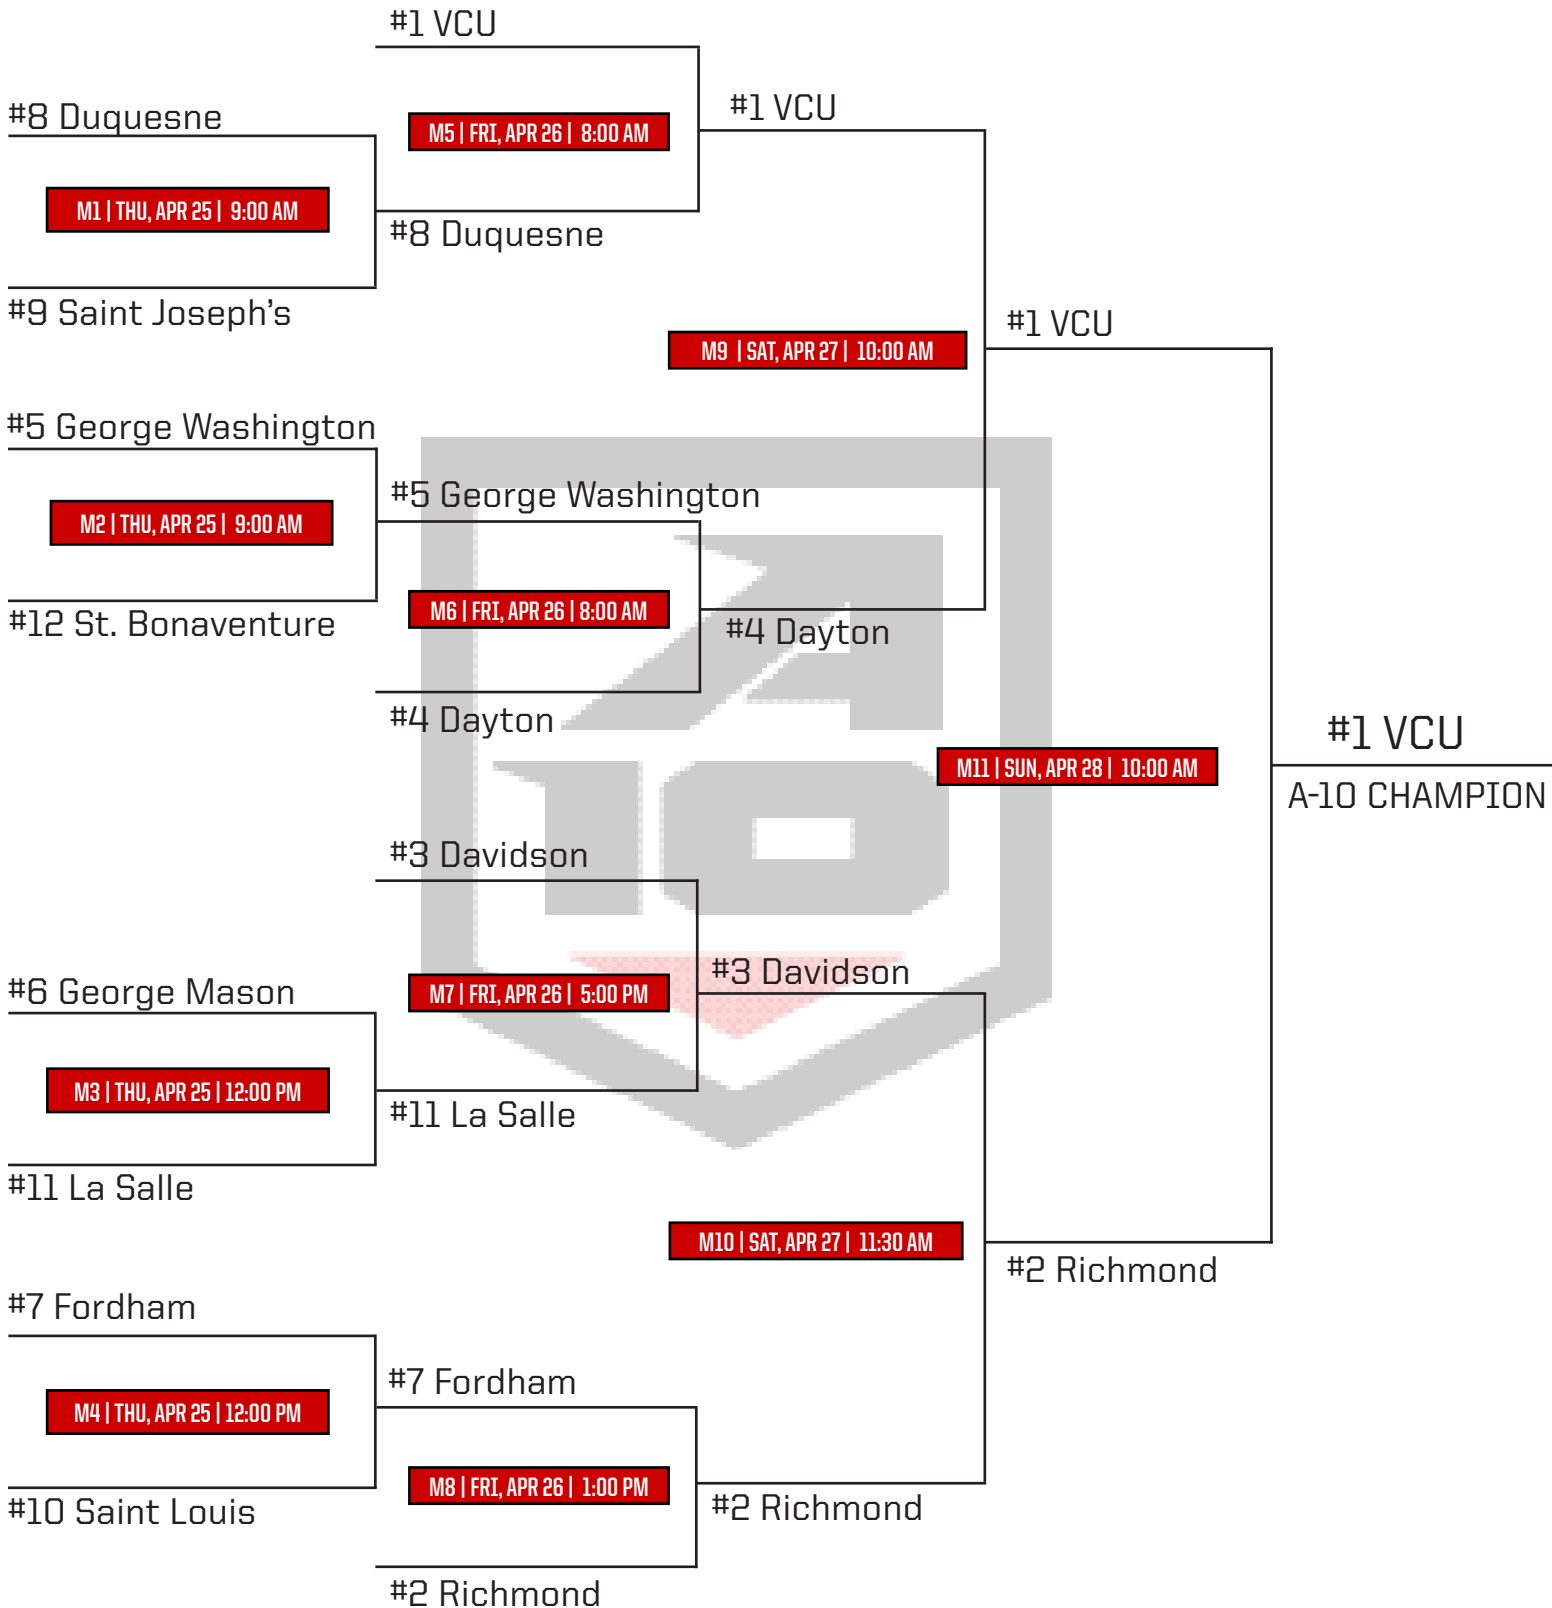 #1 VCU
#8 Duquesne
M5 | FRI, APR 26 | 8:00 AM
#1 VCU
M1 | THU, APR 25 | 9:00 AM
#8 Duquesne
#9 Saint Joseph's
#1 VCU
M9 | SAT, APR 27 | 10:00 AM
#5 George Washington
#5 George Washington
M2 | THU, APR 25 | 9:00 AM
M6 | FRI, APR 26 | 8:00 AM
#12 St. Bonaventure
#4 Dayton
#4 Dayton
#1 VCU
M11 | SUN, APR 28 | 10:00 AM
A-10 CHAMPION
#3 Davidson
#3 Davidson
#6 George Mason
M7 | FRI, APR 26 | 5:00 PM
M3 | THU, APR 25 | 12:00 PM
#11 La Salle
#11 La Salle
M10 | SAT, APR 27 | 11:30 AM
#2 Richmond
#7 Fordham
#7 Fordham
M4 | THU, APR 25 | 12:00 PM
M8 | FRI, APR 26 | 1:00 PM
#10 Saint Louis
#2 Richmond
#2 Richmond
A
10